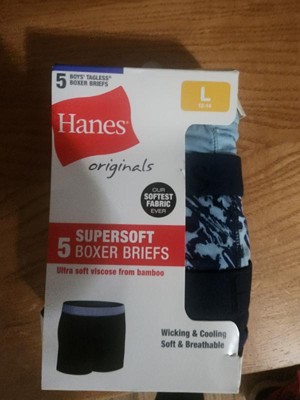 5 BOYS' TAGLESS®
BOXER BRIEFS
L
Hanes
originals
OUR
SOFTEST
FABRIC
EVER
5 SUPERSOFT
BOXER BRIEFS
Ultra soft viscose from bamboo
Wicking & Cooling
Soft & Breathable